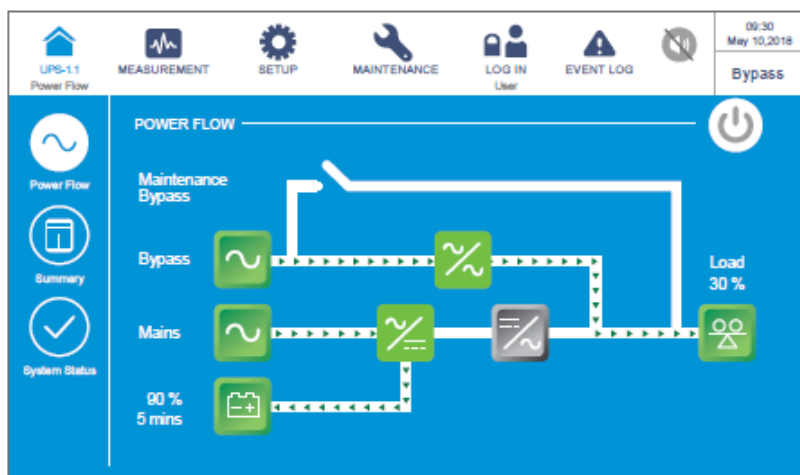 UPS-1.1
Power Flow
MEASUREMENT
SETUP
MAINTENANCE
LOG IN
User
EVENT LOG
09:30
May 10,2018
Bypass
POWER FLOW
Power Flow
Summary
System Status
Maintenance
Bypass
Bypass
Load
30 %
Mains
90 %
5 mins